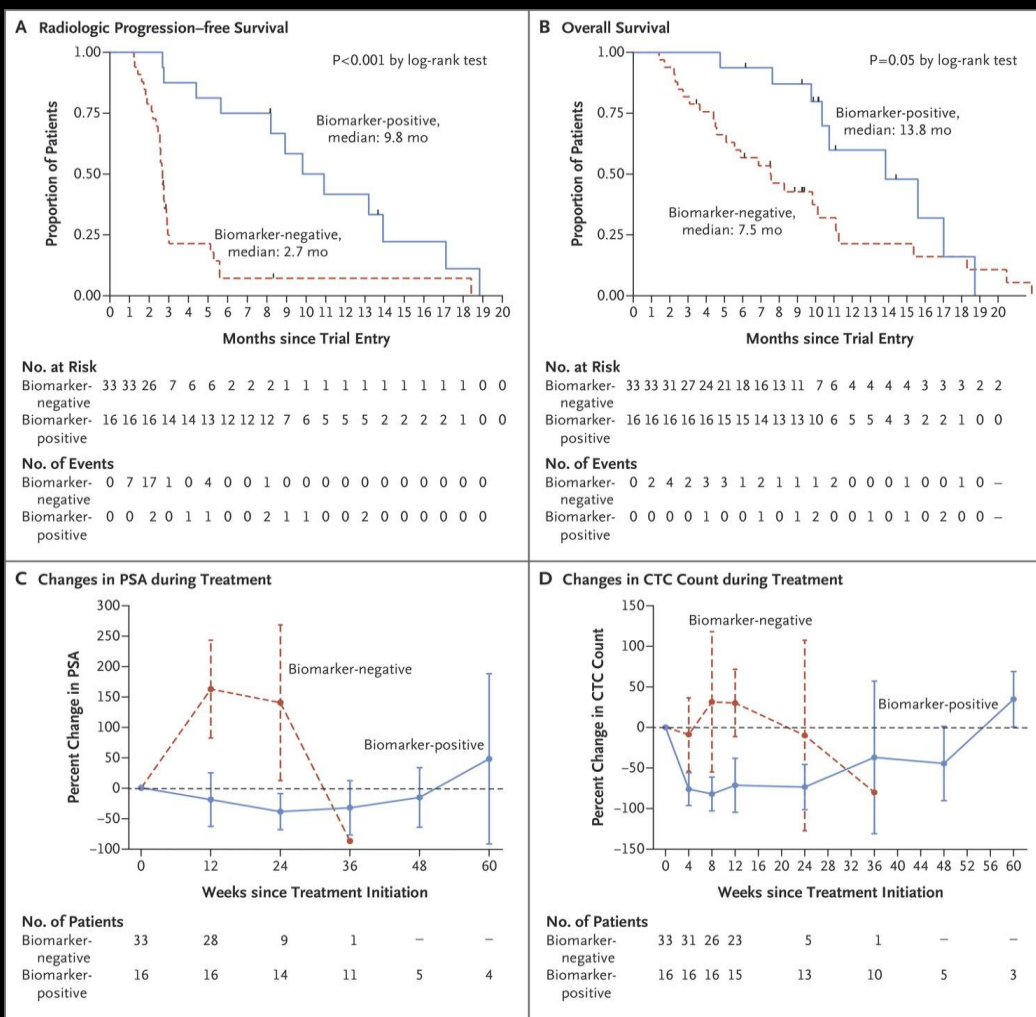 A Radiologic Progression–free Survival
P<0.001 by log-rank test
Proportion of Patients
1.00
0.75
0.50
0.25
0.00
Biomarker-positive,
median: 9.8 mo
Biomarker-negative,
median: 2.7 mo
0 1 2 3 4 5 6 7 8 9 10 11 12 13 14 15 16 17 18 19 20
Months since Trial Entry
No. at Risk
Biomarker- 33 33 26 7 6 6 2 2 2 1 1 1 1 1 1 1 1 1 1 0 0
negative
Biomarker- 16 16 16 14 14 13 12 12 12 7 6 5 5 5 2 2 2 2 1 0 0
positive
No. of Events
Biomarker- 0 7 17 1 0 4 0 0 1 0 0 0 0 0 0 0 0 0 0 0
negative
Biomarker- 0 0 2 0 1 1 0 0 2 1 1 0 0 2 0 0 0 0 0 0
positive
B Overall Survival
P=0.05 by log-rank test
Proportion of Patients
1.00
0.75
0.50
0.25
0.00
Biomarker-positive,
median: 13.8 mo
Biomarker-negative,
median: 7.5 mo
0 1 2 3 4 5 6 7 8 9 10 11 12 13 14 15 16 17 18 19 20
Months since Trial Entry
No. at Risk
Biomarker- 33 33 31 27 24 21 18 16 13 11 7 6 4 4 4 4 3 3 3 2 2
negative
Biomarker- 16 16 16 16 16 15 15 14 13 13 10 6 5 5 4 3 2 2 1 0 0
positive
No. of Events
Biomarker- 0 2 4 2 3 3 1 2 1 1 1 2 0 0 0 1 0 0 1 0 –
negative
Biomarker- 0 0 0 0 1 0 0 1 0 1 2 0 0 1 0 1 0 2 0 0 –
positive
C Changes in PSA during Treatment
Percent Change in PSA
300
250
200
150
100
50
0
−50
−100
Biomarker-negative
Biomarker-positive
0 12 24 36 48 60
Weeks since Treatment Initiation
No. of Patients
Biomarker- 33 28 9 1 – –
negative
Biomarker- 16 16 14 11 5 4
positive
D Changes in CTC Count during Treatment
Percent Change in CTC Count
150
100
50
0
−50
−100
−150
Biomarker-negative
Biomarker-positive
0 4 8 12 16 20 24 28 32 36 40 44 48 52 56 60
Weeks since Treatment Initiation
No. of Patients
Biomarker- 33 31 26 23 5 1 – –
negative
Biomarker- 16 16 16 15 13 10 5 3
positive